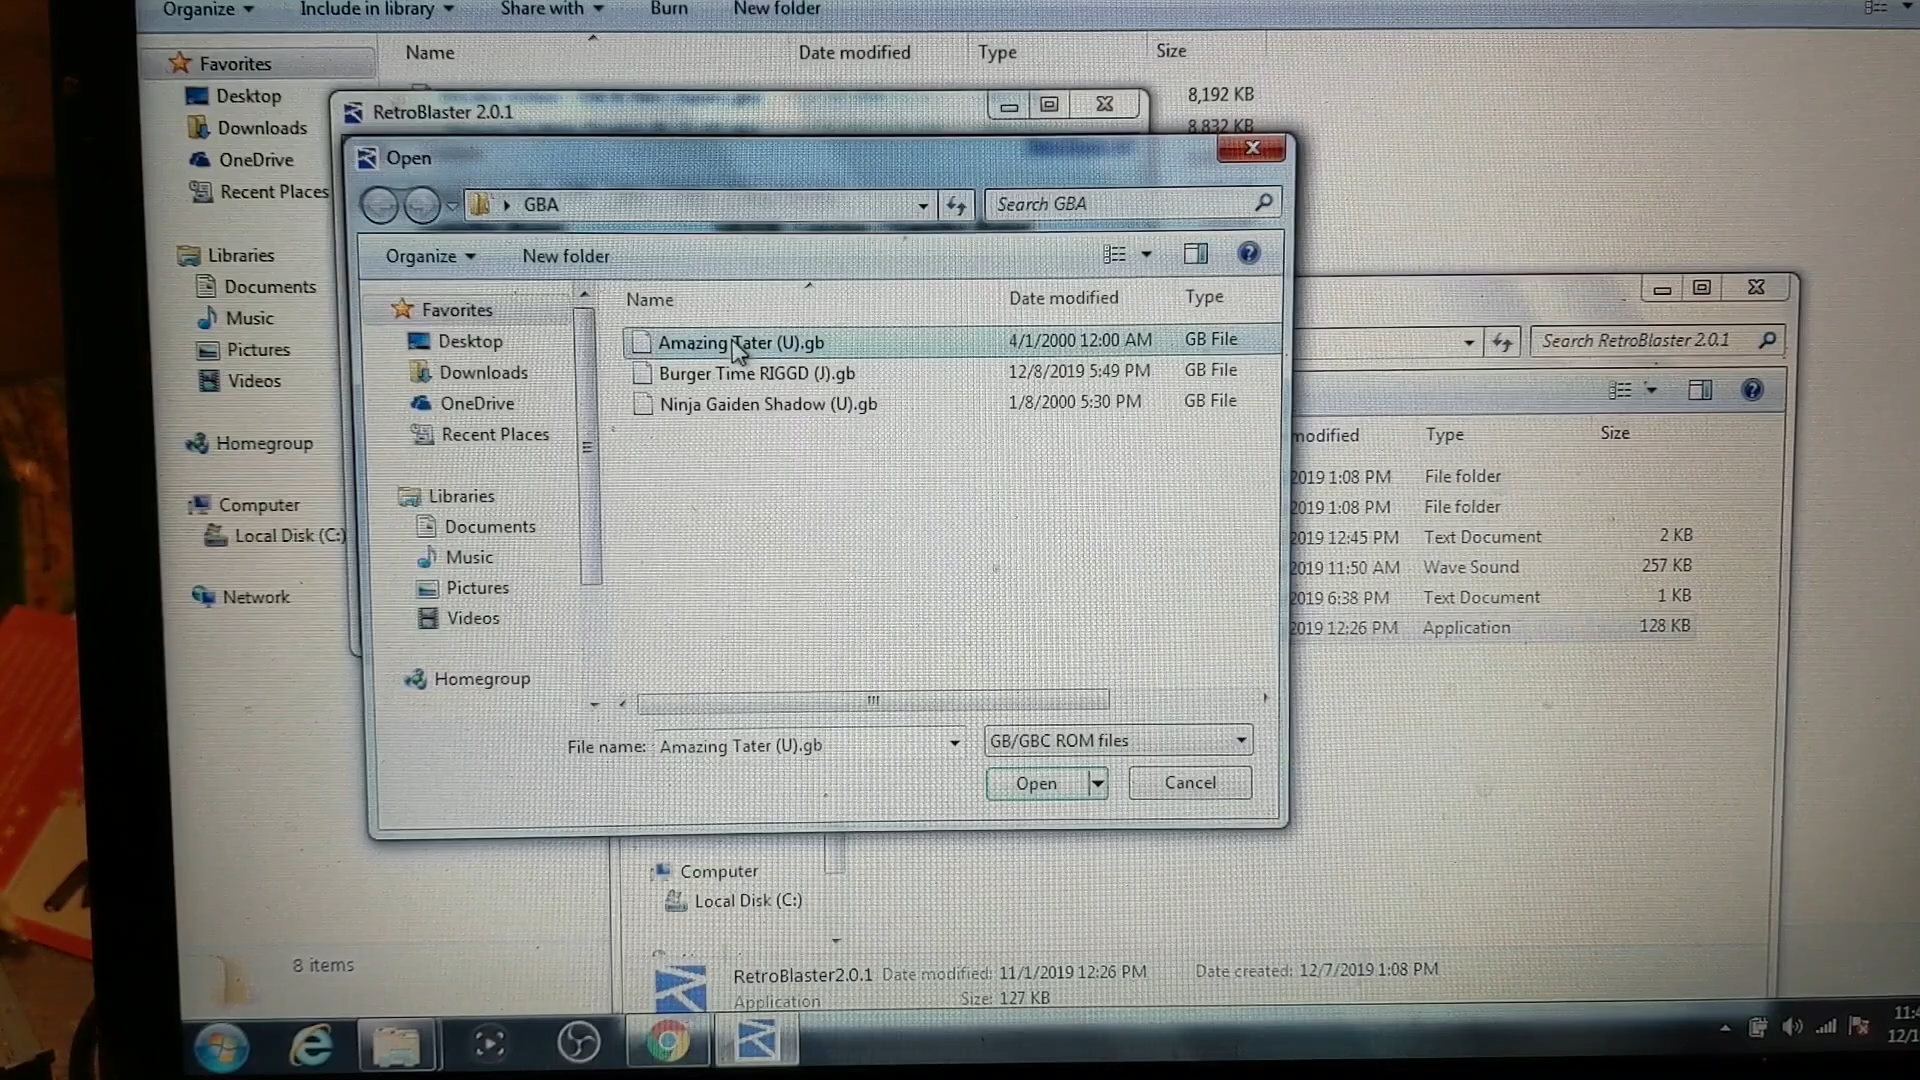 Organize Include in library Share with Burn New folder
Name Date modified Type Size
Favorites
Desktop
Downloads
OneDrive
Recent Places
Libraries
Documents
Music
Pictures
Videos
Homegroup
Computer
Local Disk (C:)
Network
8,192 KB
8,832 KB
RetroBlaster 2.0.1
Open
GBA Search GBA
Organize New folder
Favorites
Desktop
Downloads
OneDrive
Recent Places
Libraries
Documents
Music
Pictures
Videos
Homegroup
Name Date modified Type
Amazing Tater (U).gb 4/1/2000 12:00 AM GB File
Burger Time RIGGD (J).gb 12/8/2019 5:49 PM GB File
Ninja Gaiden Shadow (U).gb 1/8/2000 5:30 PM GB File
File name: Amazing Tater (U).gb GB/GBC ROM files
Open Cancel
Search RetroBlaster 2.0.1
modified Type Size
2019 1:08 PM File folder
2019 1:08 PM File folder
2019 12:45 PM Text Document 2 KB
2019 11:50 AM Wave Sound 257 KB
2019 6:38 PM Text Document 1 KB
2019 12:26 PM Application 128 KB
Computer
Local Disk (C:)
8 items
RetroBlaster2.0.1 Date modified: 11/1/2019 12:26 PM Date created: 12/7/2019 1:08 PM
Application Size: 127 KB
11:4
12/1